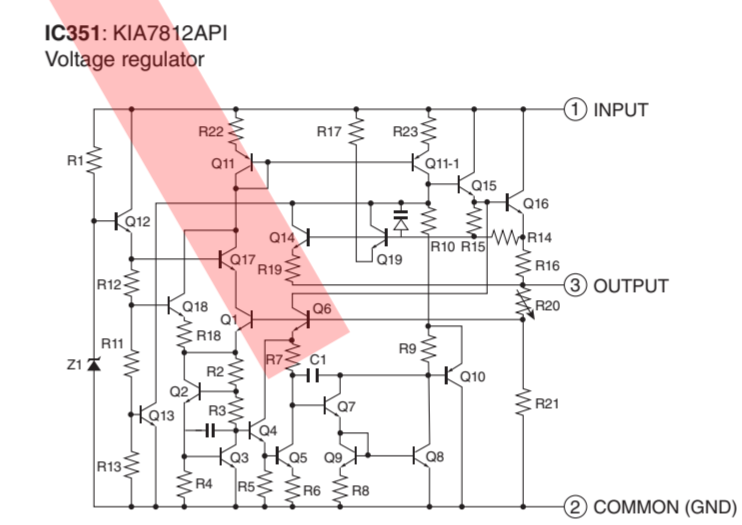 IC351: KIA7812API
Voltage regulator
1 INPUT
R22 R17 R23
R1 Q11 Q11-1
Q15
Q12 Q16
Q14 R10 R15 R14
Q17 R19 Q19 R16
R12 3 OUTPUT
Q18 Q1 Q6 R20
R11 R18
Z1 R2 R7 C1 R9 Q10
Q2 R3 Q7 R21
Q13 Q4
Q3 Q5 Q9 Q8
R13 R4 R5 R6 R8
2 COMMON (GND)